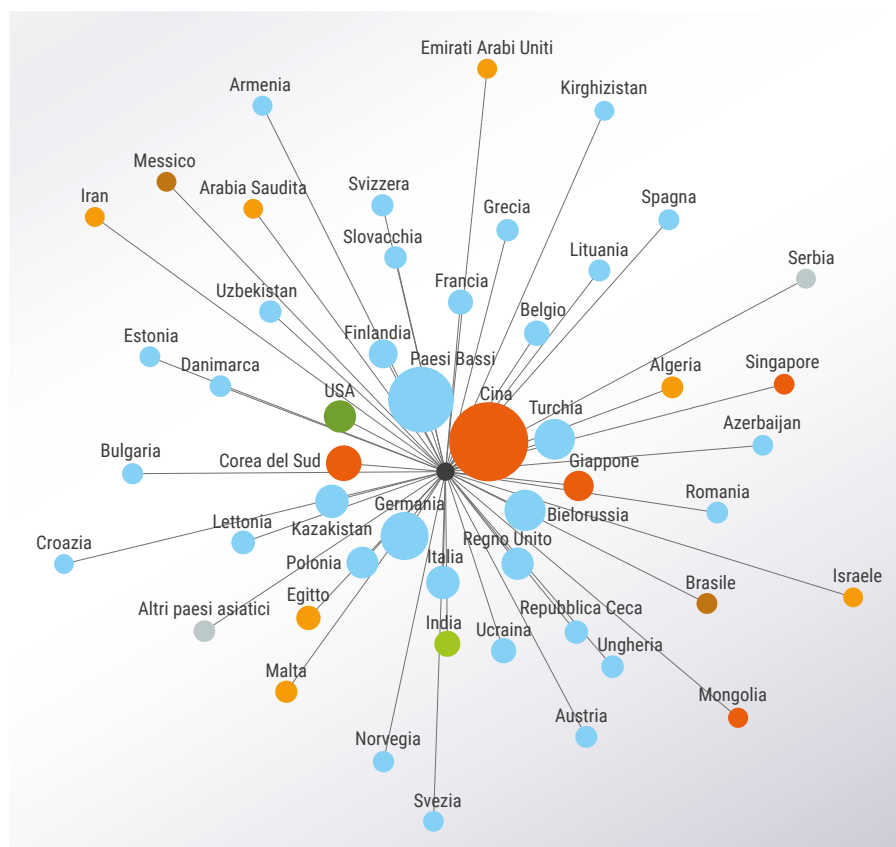 Emirati Arabi Uniti
Armenia
Kirghizistan
Messico
Iran
Arabia Saudita
Svizzera
Grecia
Spagna
Slovacchia
Lituania
Serbia
Uzbekistan
Francia
Belgio
Estonia
Finlandia
Danimarca
Paesi Bassi
Algeria
Singapore
USA
Cina
Turchia
Azerbaijan
Bulgaria
Corea del Sud
Giappone
Romania
Germania
Lettonia
Kazakistan
Bielorussia
Croazia
Polonia
Italia
Regno Unito
Israele
Brasile
Egitto
Altri paesi asiatici
India
Ucraina
Repubblica Ceca
Ungheria
Malta
Mongolia
Austria
Norvegia
Svezia